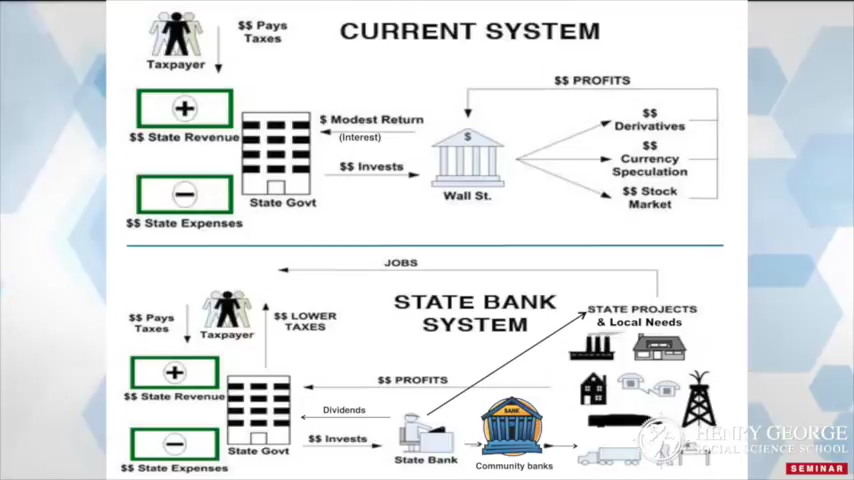 CURRENT SYSTEM
$$ Pays
Taxes
Taxpayer
$$ PROFITS
+
$$ State Revenue
−
$$ State Expenses
State Govt
$ Modest Return
(Interest)
$$ Invests
$
Wall St.
$$
Derivatives
$$
Currency
Speculation
$$ Stock
Market
JOBS
STATE BANK
SYSTEM
$$ Pays
Taxes
Taxpayer
$$ LOWER
TAXES
STATE PROJECTS
& Local Needs
+
$$ State Revenue
−
$$ State Expenses
State Govt
$$ PROFITS
Dividends
$$ Invests
State Bank
BANK
Community banks
HENRY GEORGE
SOCIAL SCIENCE SCHOOL
SEMINAR